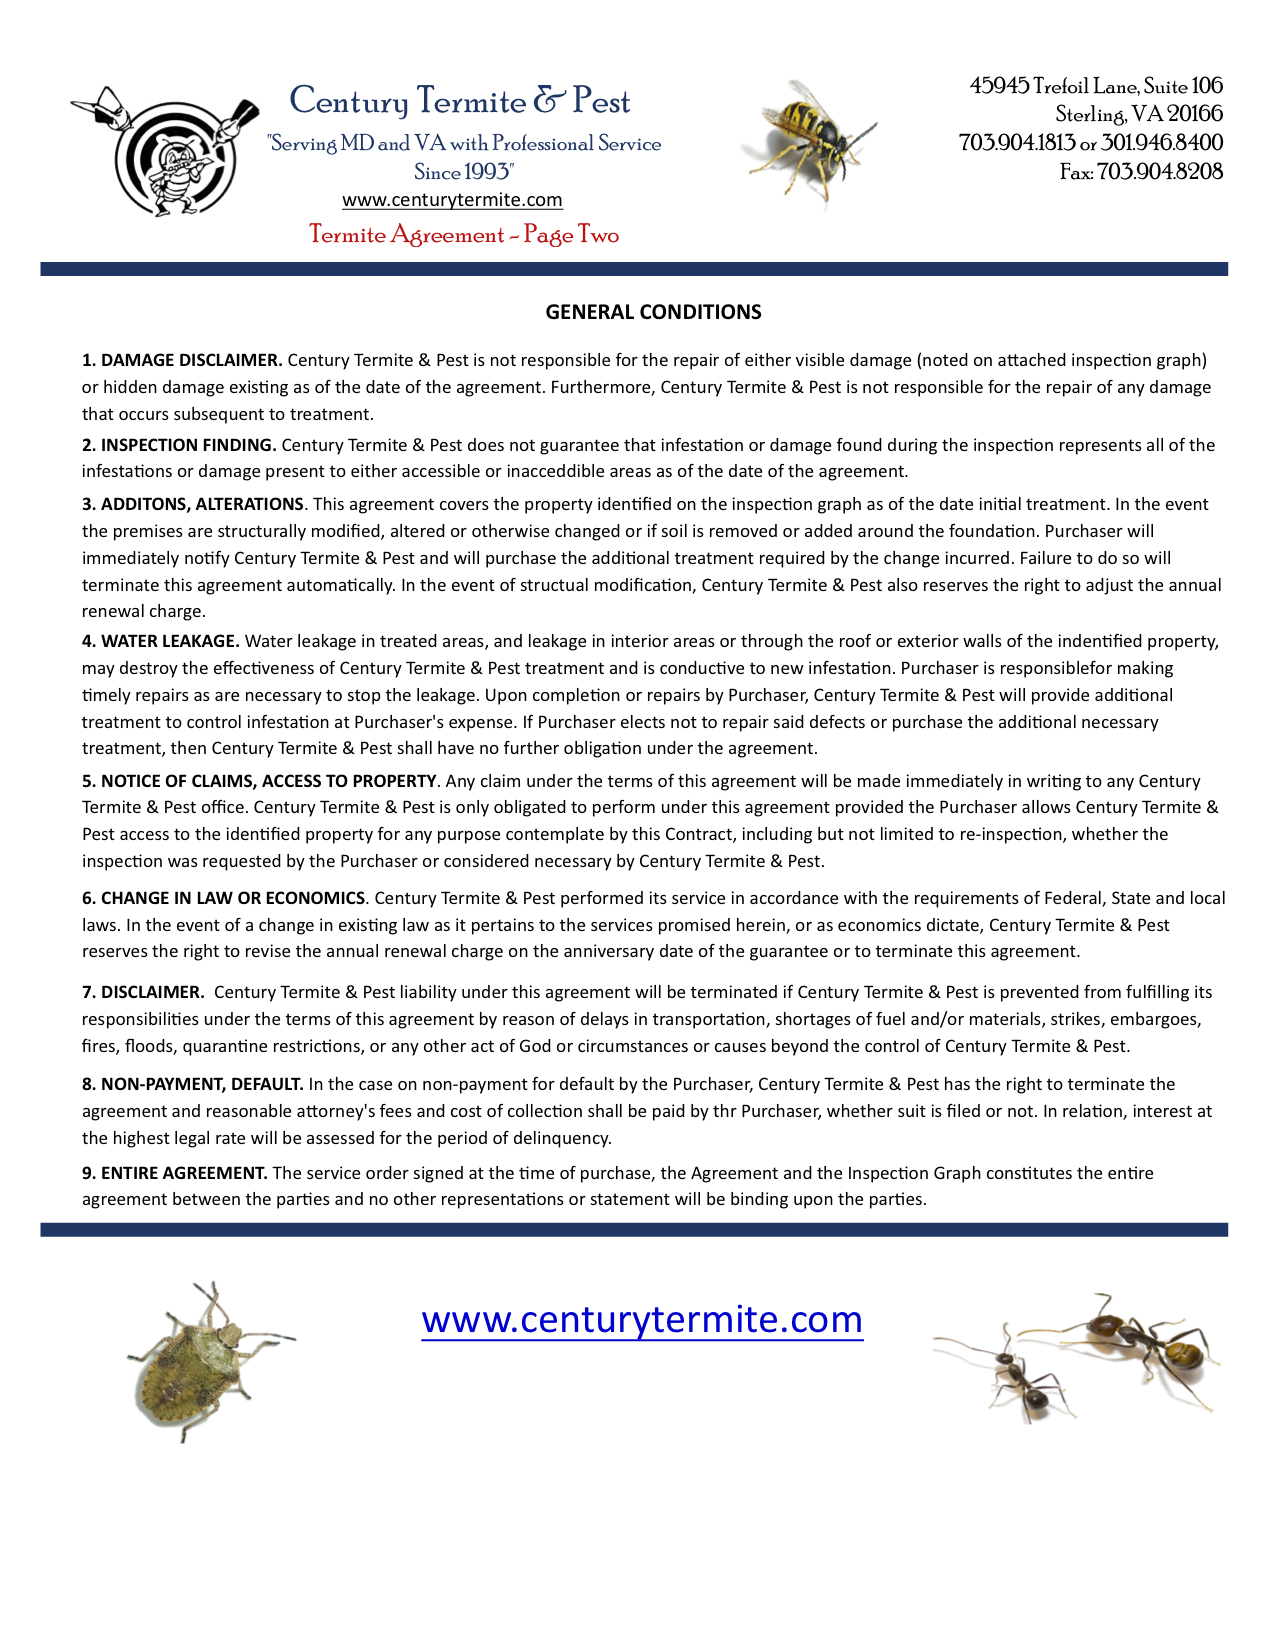 Century Termite & Pest
"Serving MD and VA with Professional Service
Since 1993"
www.centurytermite.com
Termite Agreement ~ Page Two
45945 Trefoil Lane, Suite 106
Sterling, VA 20166
703.904.1813 or 301.946.8400
Fax: 703.904.8208
GENERAL CONDITIONS
1. DAMAGE DISCLAIMER. Century Termite & Pest is not responsible for the repair of either visible damage (noted on attached inspection graph)
or hidden damage existing as of the date of the agreement. Furthermore, Century Termite & Pest is not responsible for the repair of any damage
that occurs subsequent to treatment.
2. INSPECTION FINDING. Century Termite & Pest does not guarantee that infestation or damage found during the inspection represents all of the
infestations or damage present to either accessible or inacceddible areas as of the date of the agreement.
3. ADDITONS, ALTERATIONS. This agreement covers the property identified on the inspection graph as of the date initial treatment. In the event
the premises are structurally modified, altered or otherwise changed or if soil is removed or added around the foundation. Purchaser will
immediately notify Century Termite & Pest and will purchase the additional treatment required by the change incurred. Failure to do so will
terminate this agreement automatically. In the event of structual modification, Century Termite & Pest also reserves the right to adjust the annual
renewal charge.
4. WATER LEAKAGE. Water leakage in treated areas, and leakage in interior areas or through the roof or exterior walls of the indentified property,
may destroy the effectiveness of Century Termite & Pest treatment and is conductive to new infestation. Purchaser is responsiblefor making
timely repairs as are necessary to stop the leakage. Upon completion or repairs by Purchaser, Century Termite & Pest will provide additional
treatment to control infestation at Purchaser's expense. If Purchaser elects not to repair said defects or purchase the additional necessary
treatment, then Century Termite & Pest shall have no further obligation under the agreement.
5. NOTICE OF CLAIMS, ACCESS TO PROPERTY. Any claim under the terms of this agreement will be made immediately in writing to any Century
Termite & Pest office. Century Termite & Pest is only obligated to perform under this agreement provided the Purchaser allows Century Termite &
Pest access to the identified property for any purpose contemplate by this Contract, including but not limited to re-inspection, whether the
inspection was requested by the Purchaser or considered necessary by Century Termite & Pest.
6. CHANGE IN LAW OR ECONOMICS. Century Termite & Pest performed its service in accordance with the requirements of Federal, State and local
laws. In the event of a change in existing law as it pertains to the services promised herein, or as economics dictate, Century Termite & Pest
reserves the right to revise the annual renewal charge on the anniversary date of the guarantee or to terminate this agreement.
7. DISCLAIMER. Century Termite & Pest liability under this agreement will be terminated if Century Termite & Pest is prevented from fulfilling its
responsibilities under the terms of this agreement by reason of delays in transportation, shortages of fuel and/or materials, strikes, embargoes,
fires, floods, quarantine restrictions, or any other act of God or circumstances or causes beyond the control of Century Termite & Pest.
8. NON-PAYMENT, DEFAULT. In the case on non-payment for default by the Purchaser, Century Termite & Pest has the right to terminate the
agreement and reasonable attorney's fees and cost of collection shall be paid by thr Purchaser, whether suit is filed or not. In relation, interest at
the highest legal rate will be assessed for the period of delinquency.
9. ENTIRE AGREEMENT. The service order signed at the time of purchase, the Agreement and the Inspection Graph constitutes the entire
agreement between the parties and no other representations or statement will be binding upon the parties.
www.centurytermite.com